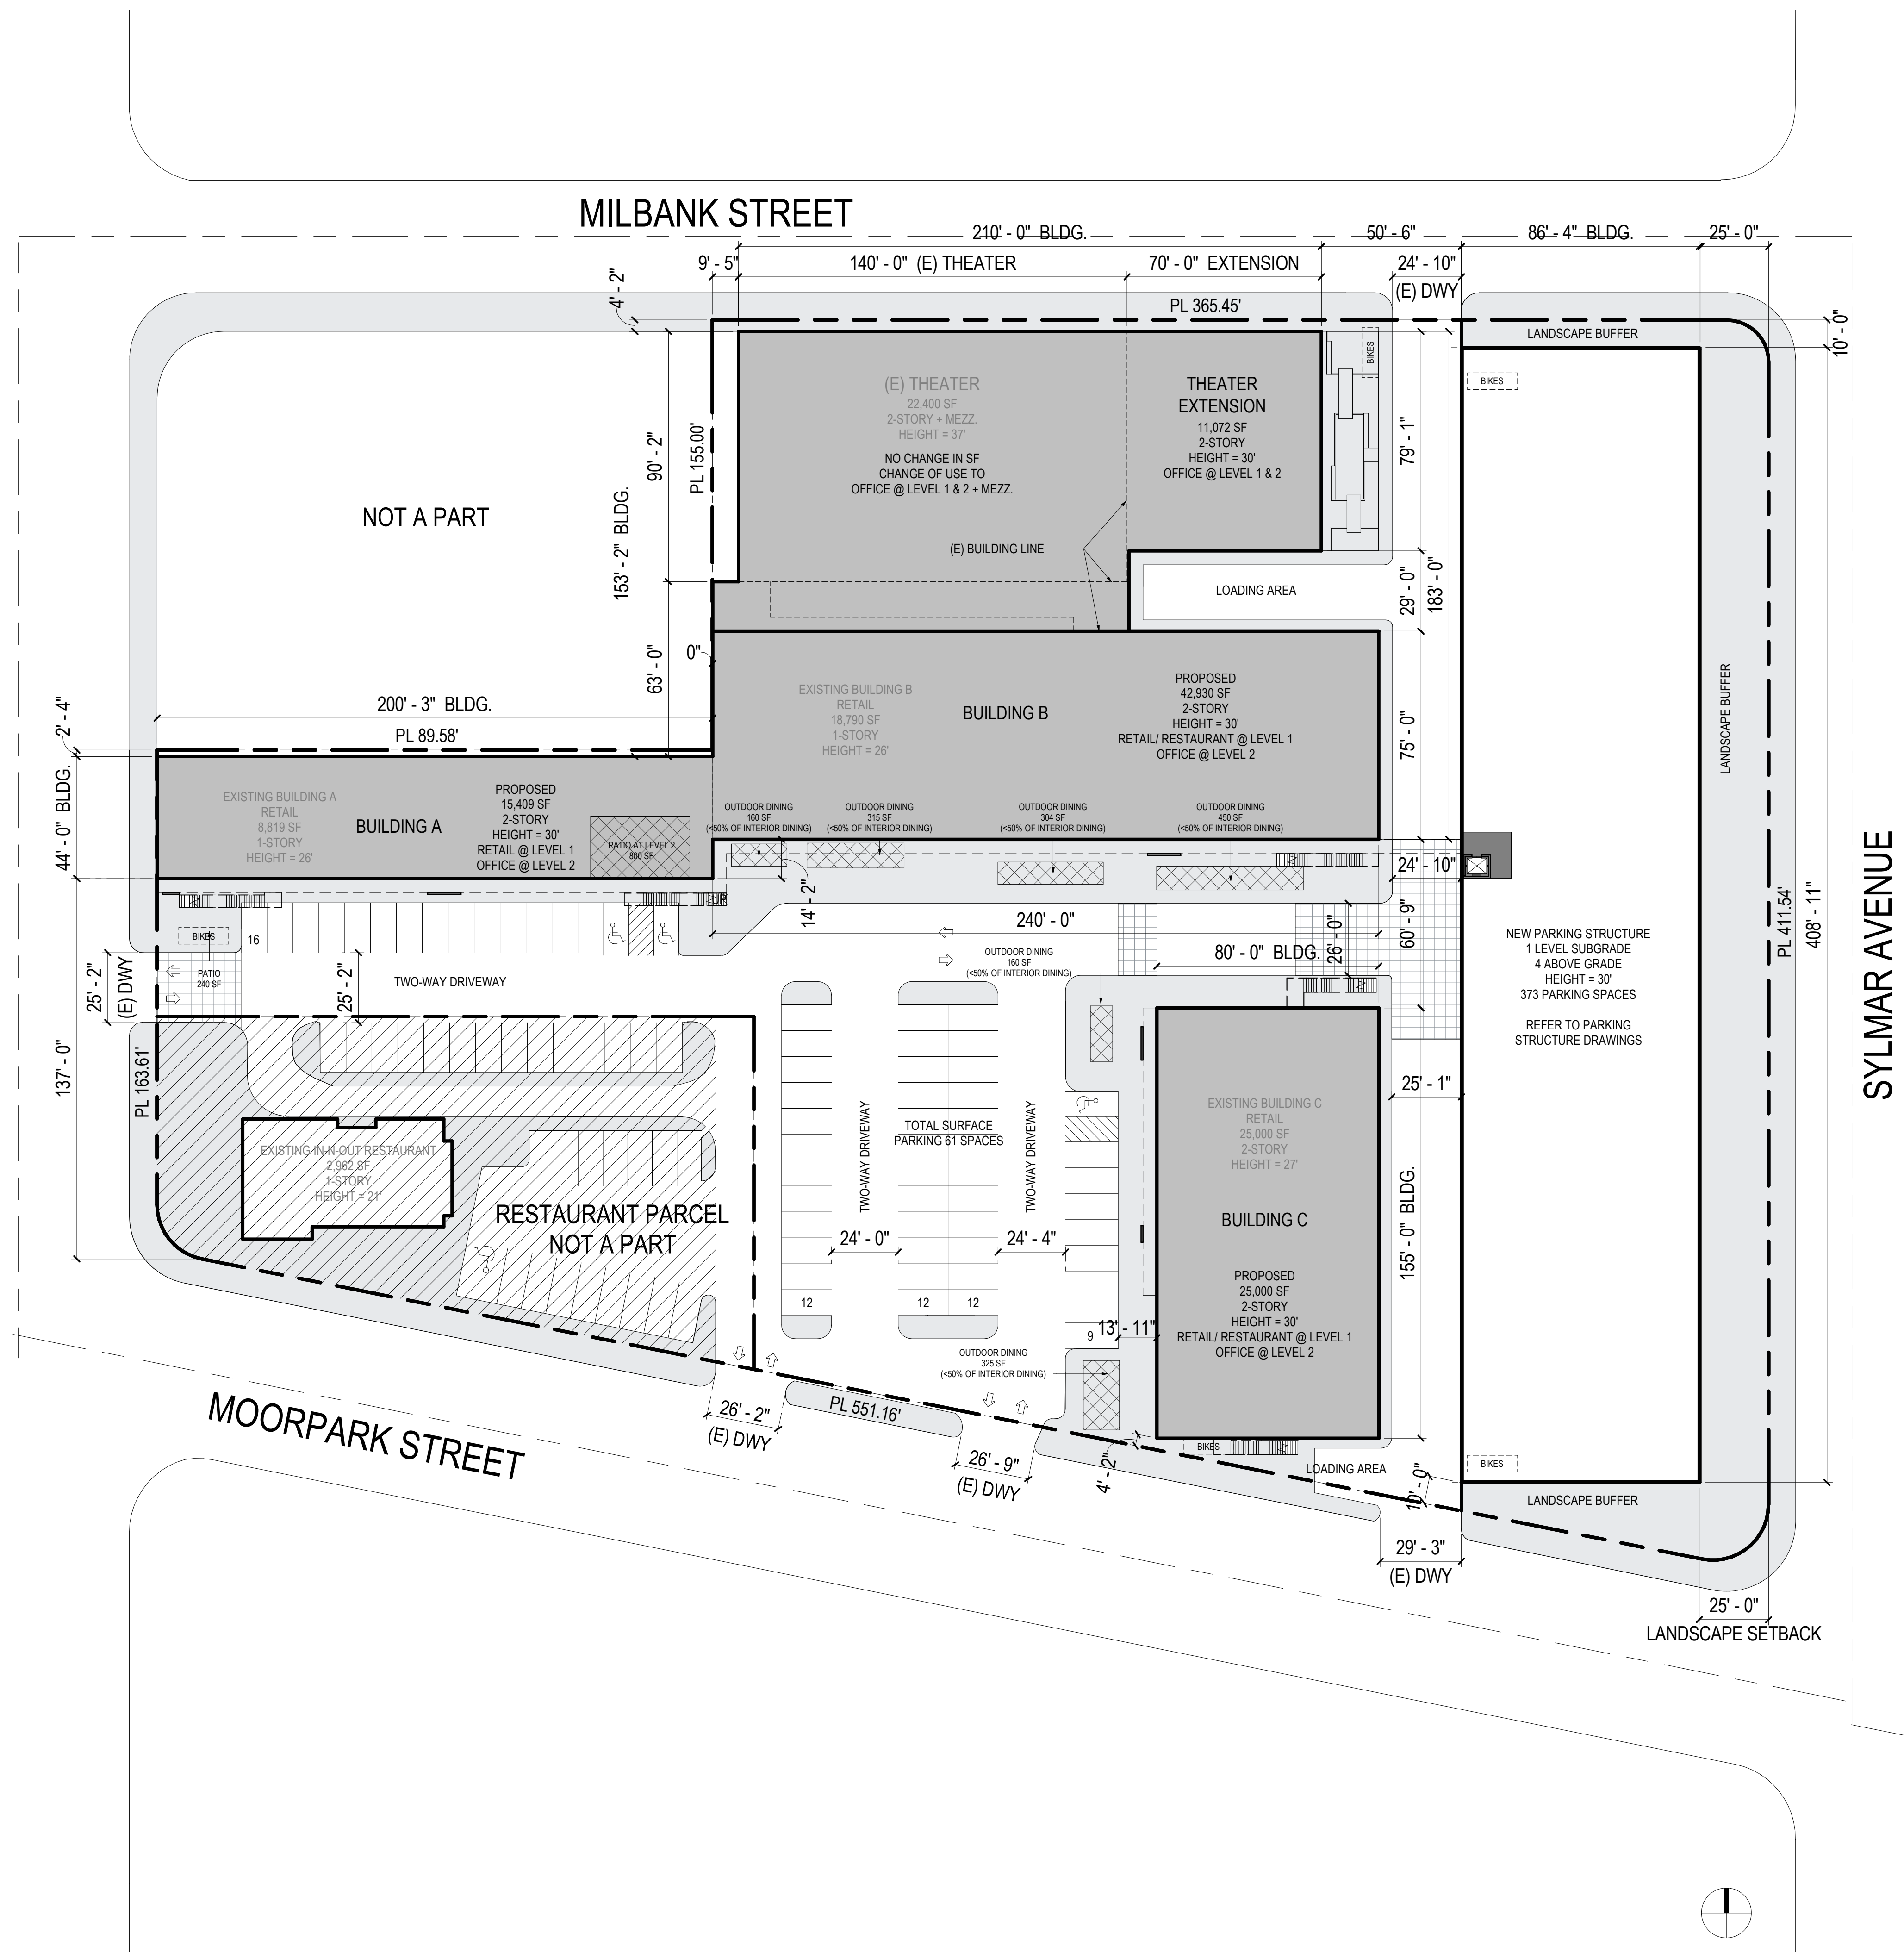 MILBANK STREET
210' - 0" BLDG.
50' - 6"
86' - 4" BLDG.
25' - 0"
9' - 5"
140' - 0" (E) THEATER
70' - 0" EXTENSION
24' - 10"
(E) DWY
4' - 2"
PL 365.45'
10' - 0"
LANDSCAPE BUFFER
BIKES
BIKES
(E) THEATER
22,400 SF
2-STORY + MEZZ.
HEIGHT = 37'
NO CHANGE IN SF
CHANGE OF USE TO
OFFICE @ LEVEL 1 & 2 + MEZZ.
THEATER
EXTENSION
11,072 SF
2-STORY
HEIGHT = 30'
OFFICE @ LEVEL 1 & 2
79' - 1"
90' - 2"
PL 155.00'
153' - 2" BLDG.
NOT A PART
(E) BUILDING LINE
LOADING AREA
29' - 0"
183' - 0"
0"
63' - 0"
EXISTING BUILDING B
RETAIL
18,790 SF
1-STORY
HEIGHT = 26'
BUILDING B
PROPOSED
42,930 SF
2-STORY
HEIGHT = 30'
RETAIL/ RESTAURANT @ LEVEL 1
OFFICE @ LEVEL 2
75' - 0"
LANDSCAPE BUFFER
2' - 4"
200' - 3" BLDG.
PL 89.58'
44' - 0" BLDG.
EXISTING BUILDING A
RETAIL
8,819 SF
1-STORY
HEIGHT = 26'
BUILDING A
PROPOSED
15,409 SF
2-STORY
HEIGHT = 30'
RETAIL @ LEVEL 1
OFFICE @ LEVEL 2
PATIO AT LEVEL 2
800 SF
OUTDOOR DINING
160 SF
(<50% OF INTERIOR DINING)
OUTDOOR DINING
315 SF
(<50% OF INTERIOR DINING)
OUTDOOR DINING
304 SF
(<50% OF INTERIOR DINING)
OUTDOOR DINING
450 SF
(<50% OF INTERIOR DINING)
24' - 10"
14' - 2"
UP
240' - 0"
60' - 9"
26' - 0"
80' - 0" BLDG.
BIKES
16
PATIO
240 SF
25' - 2"
(E) DWY
25' - 2"
TWO-WAY DRIVEWAY
OUTDOOR DINING
160 SF
(<50% OF INTERIOR DINING)
NEW PARKING STRUCTURE
1 LEVEL SUBGRADE
4 ABOVE GRADE
HEIGHT = 30'
373 PARKING SPACES
REFER TO PARKING
STRUCTURE DRAWINGS
PL 411.54'
408' - 11"
SYLMAR AVENUE
137' - 0"
PL 163.61'
25' - 1"
EXISTING IN-N-OUT RESTAURANT
2,962 SF
1-STORY
HEIGHT = 21'
RESTAURANT PARCEL
NOT A PART
TWO-WAY DRIVEWAY
TOTAL SURFACE
PARKING 61 SPACES
TWO-WAY DRIVEWAY
24' - 0"
24' - 4"
12
12
12
9
13' - 11"
EXISTING BUILDING C
RETAIL
25,000 SF
2-STORY
HEIGHT = 27'
BUILDING C
PROPOSED
25,000 SF
2-STORY
HEIGHT = 30'
RETAIL/ RESTAURANT @ LEVEL 1
OFFICE @ LEVEL 2
155' - 0" BLDG.
OUTDOOR DINING
325 SF
(<50% OF INTERIOR DINING)
MOORPARK STREET
26' - 2"
(E) DWY
PL 551.16'
26' - 9"
(E) DWY
4' - 2"
BIKES
LOADING AREA
10' - 0"
BIKES
LANDSCAPE BUFFER
29' - 3"
(E) DWY
25' - 0"
LANDSCAPE SETBACK